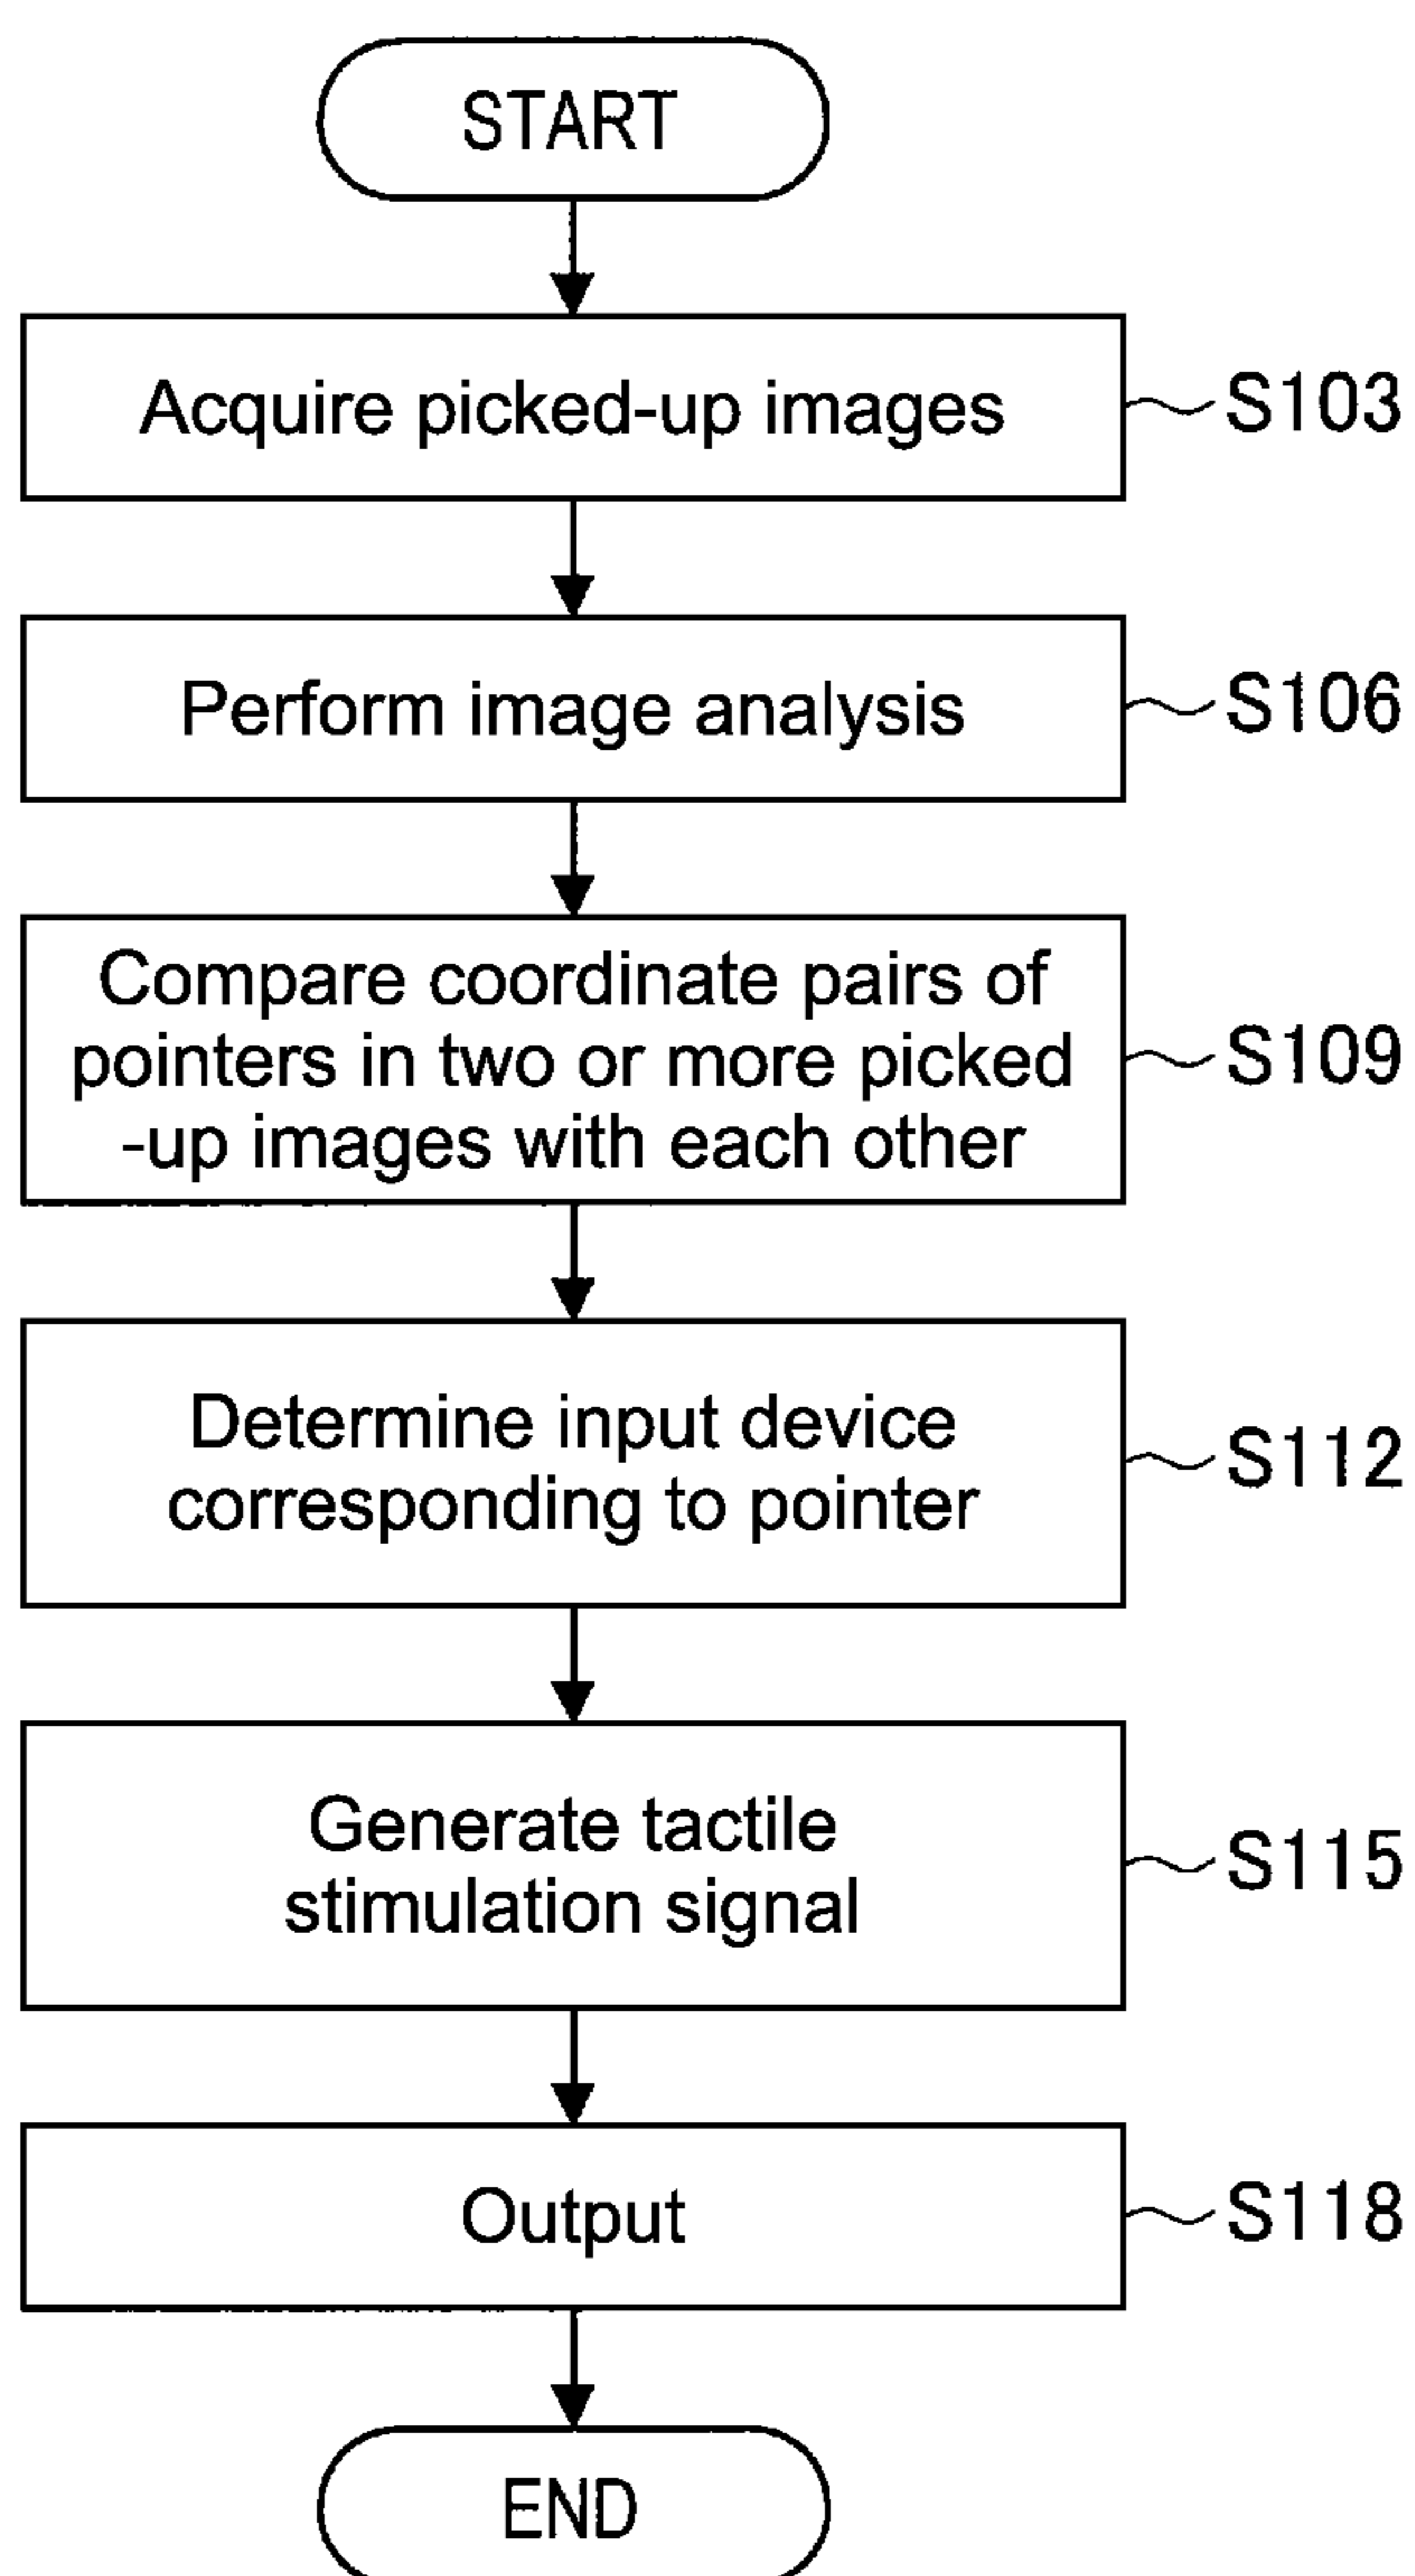 START
Acquire picked-up images
S103
Perform image analysis
S106
Compare coordinate pairs of
pointers in two or more picked
-up images with each other
S109
Determine input device
corresponding to pointer
S112
Generate tactile
stimulation signal
S115
Output
S118
END